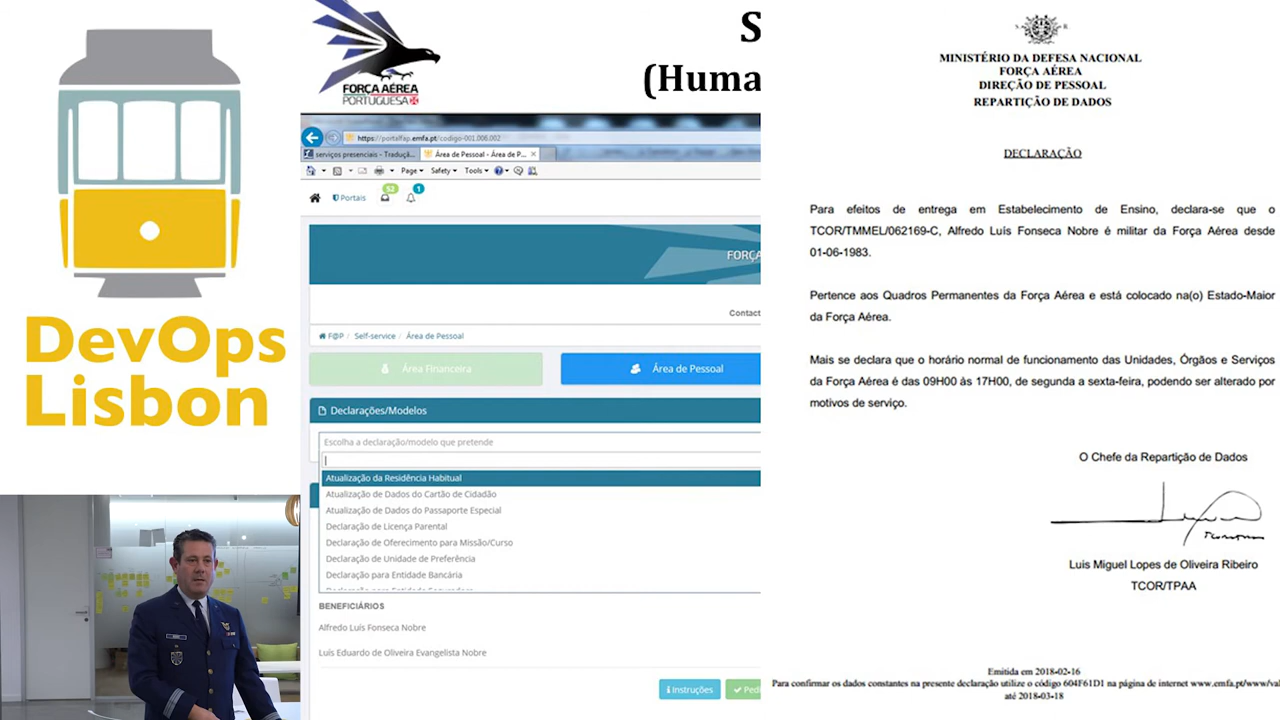 DevOps
Lisbon
FORÇA AÉREA
PORTUGUESA
S
(Huma
https://portalfap.emfa.pt/codigo-001.006.002
serviços presenciais - Traduçã...
Área de Pessoal - Área de P...
Page
Safety
Tools
Portais
52
1
FORÇA
Contact
F@P / Self-service / Área de Pessoal
Área Financeira
Área de Pessoal
Declarações/Modelos
Escolha a declaração/modelo que pretende
Atualização da Residência Habitual
Atualização de Dados do Cartão de Cidadão
Atualização de Dados do Passaporte Especial
Declaração de Licença Parental
Declaração de Oferecimento para Missão/Curso
Declaração de Unidade de Preferência
Declaração para Entidade Bancária
BENEFICIÁRIOS
Alfredo Luís Fonseca Nobre
Luís Eduardo de Oliveira Evangelista Nobre
Instruções
Pedi
S. R.
MINISTÉRIO DA DEFESA NACIONAL
FORÇA AÉREA
DIREÇÃO DE PESSOAL
REPARTIÇÃO DE DADOS
DECLARAÇÃO
Para efeitos de entrega em Estabelecimento de Ensino, declara-se que o
TCOR/TMMEL/062169-C, Alfredo Luís Fonseca Nobre é militar da Força Aérea desde
01-06-1983.
Pertence aos Quadros Permanentes da Força Aérea e está colocado na(o) Estado-Maior
da Força Aérea.
Mais se declara que o horário normal de funcionamento das Unidades, Órgãos e Serviços
da Força Aérea é das 09H00 às 17H00, de segunda a sexta-feira, podendo ser alterado por
motivos de serviço.
O Chefe da Repartição de Dados
Luis Miguel Lopes de Oliveira Ribeiro
TCOR/TPAA
Emitida em 2018-02-16
Para confirmar os dados constantes na presente declaração utilize o código 604F61D1 na página de internet www.emfa.pt/www/val
até 2018-03-18